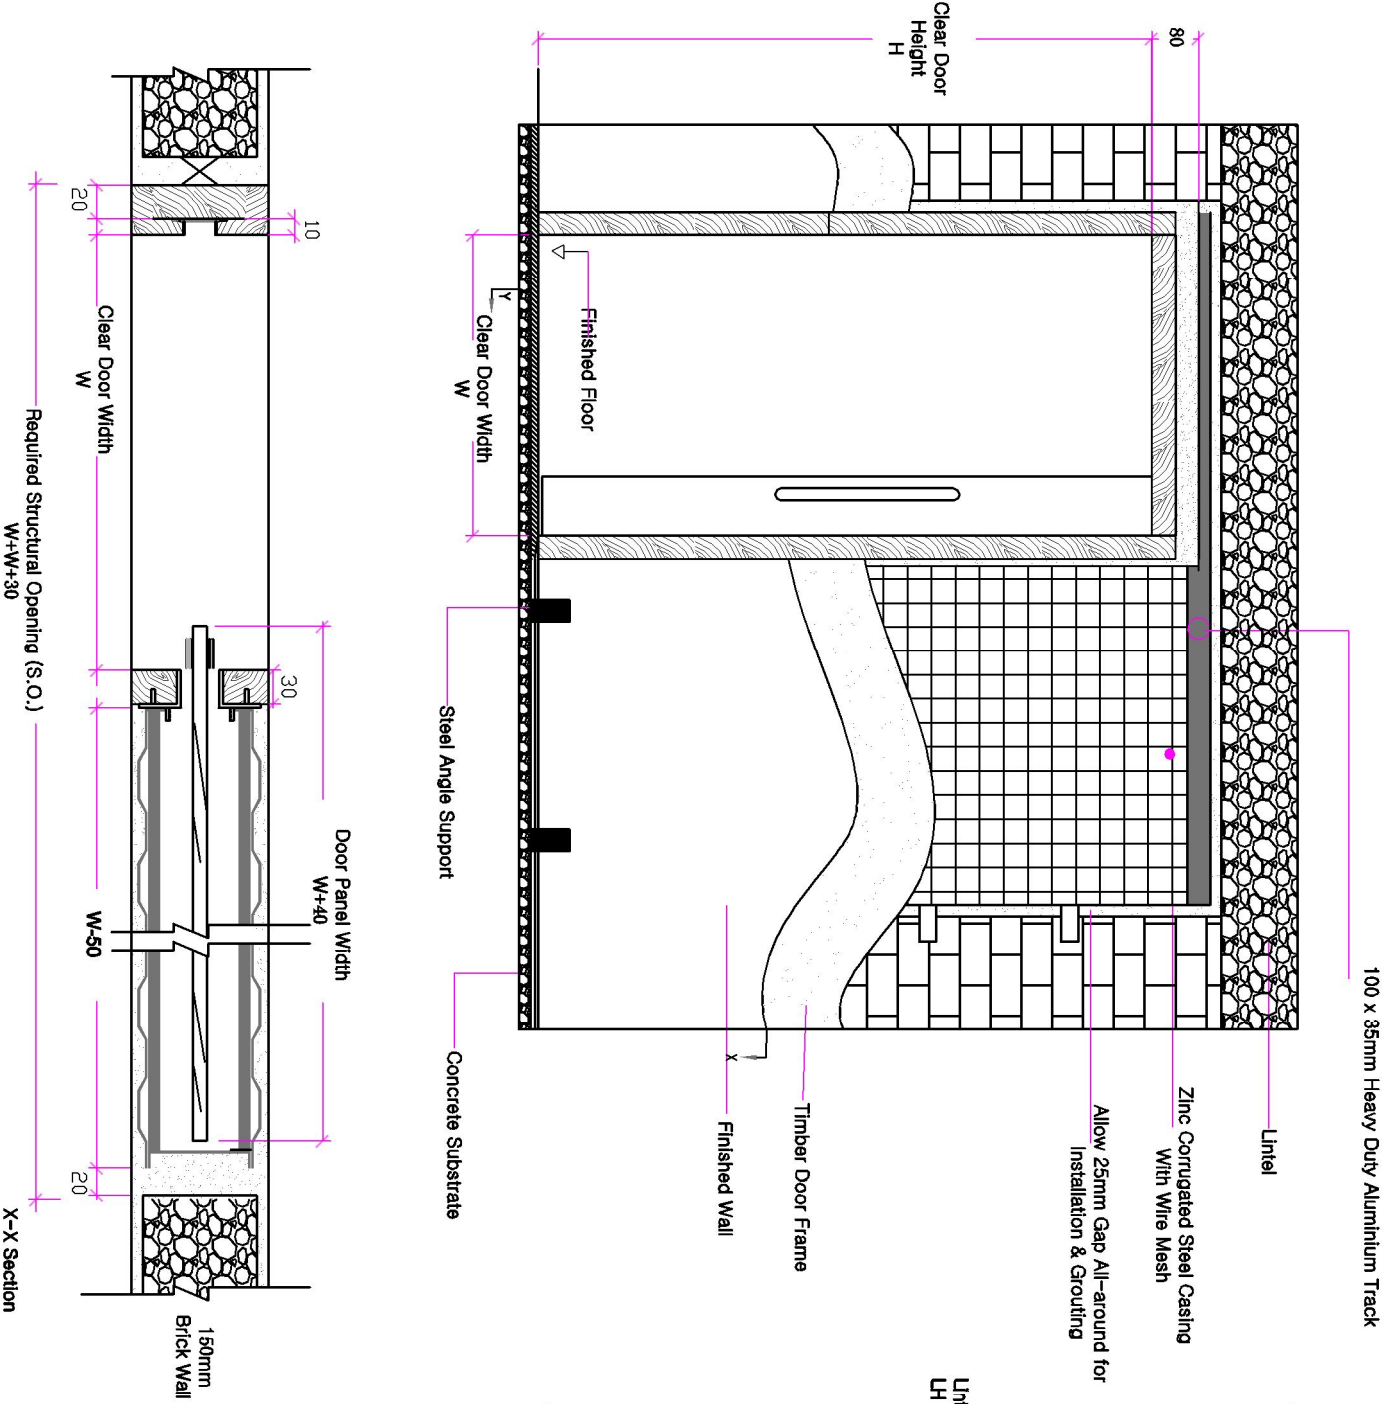 100 x 35mm Heavy Duty Aluminium Track
Lintel
Zinc Corrugated Steel Casing
With Wire Mesh
Allow 25mm Gap All-around for
Installation & Grouting
Timber Door Frame
Finished Wall
80
Clear Door
Height
H
Finished Floor
Y
Clear Door Width
W
X
Steel Angle Support
Concrete Substrate
LH
Door Panel Width
W+40
10
30
20
Clear Door Width
W
W-50
20
Required Structural Opening (S.O.)
W+W+30
150mm
Brick Wall
X-X Section